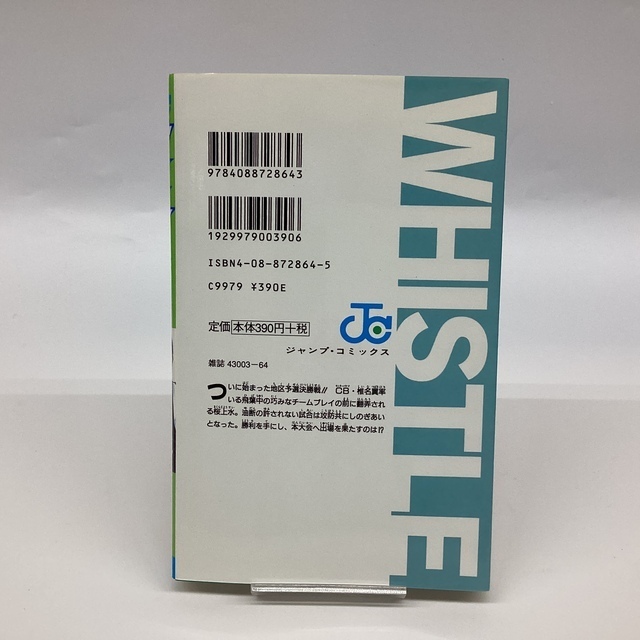 WHISTLE
9784088728643
1929979003906
ISBN4-08-872864-5
C9979 ¥390E
定価 本体390円+税
JC
ジャンプ・コミックス
雑誌 43003-64
ついに始まった地区予選決勝戦!! CB・椎名翼率
いる飛葉中の巧みなチームプレイの前に翻弄され
る桜上水。油断の許されない試合は攻防共にしのぎあい
となった。勝利を手にし、本大会へ出場を果たすのは!?